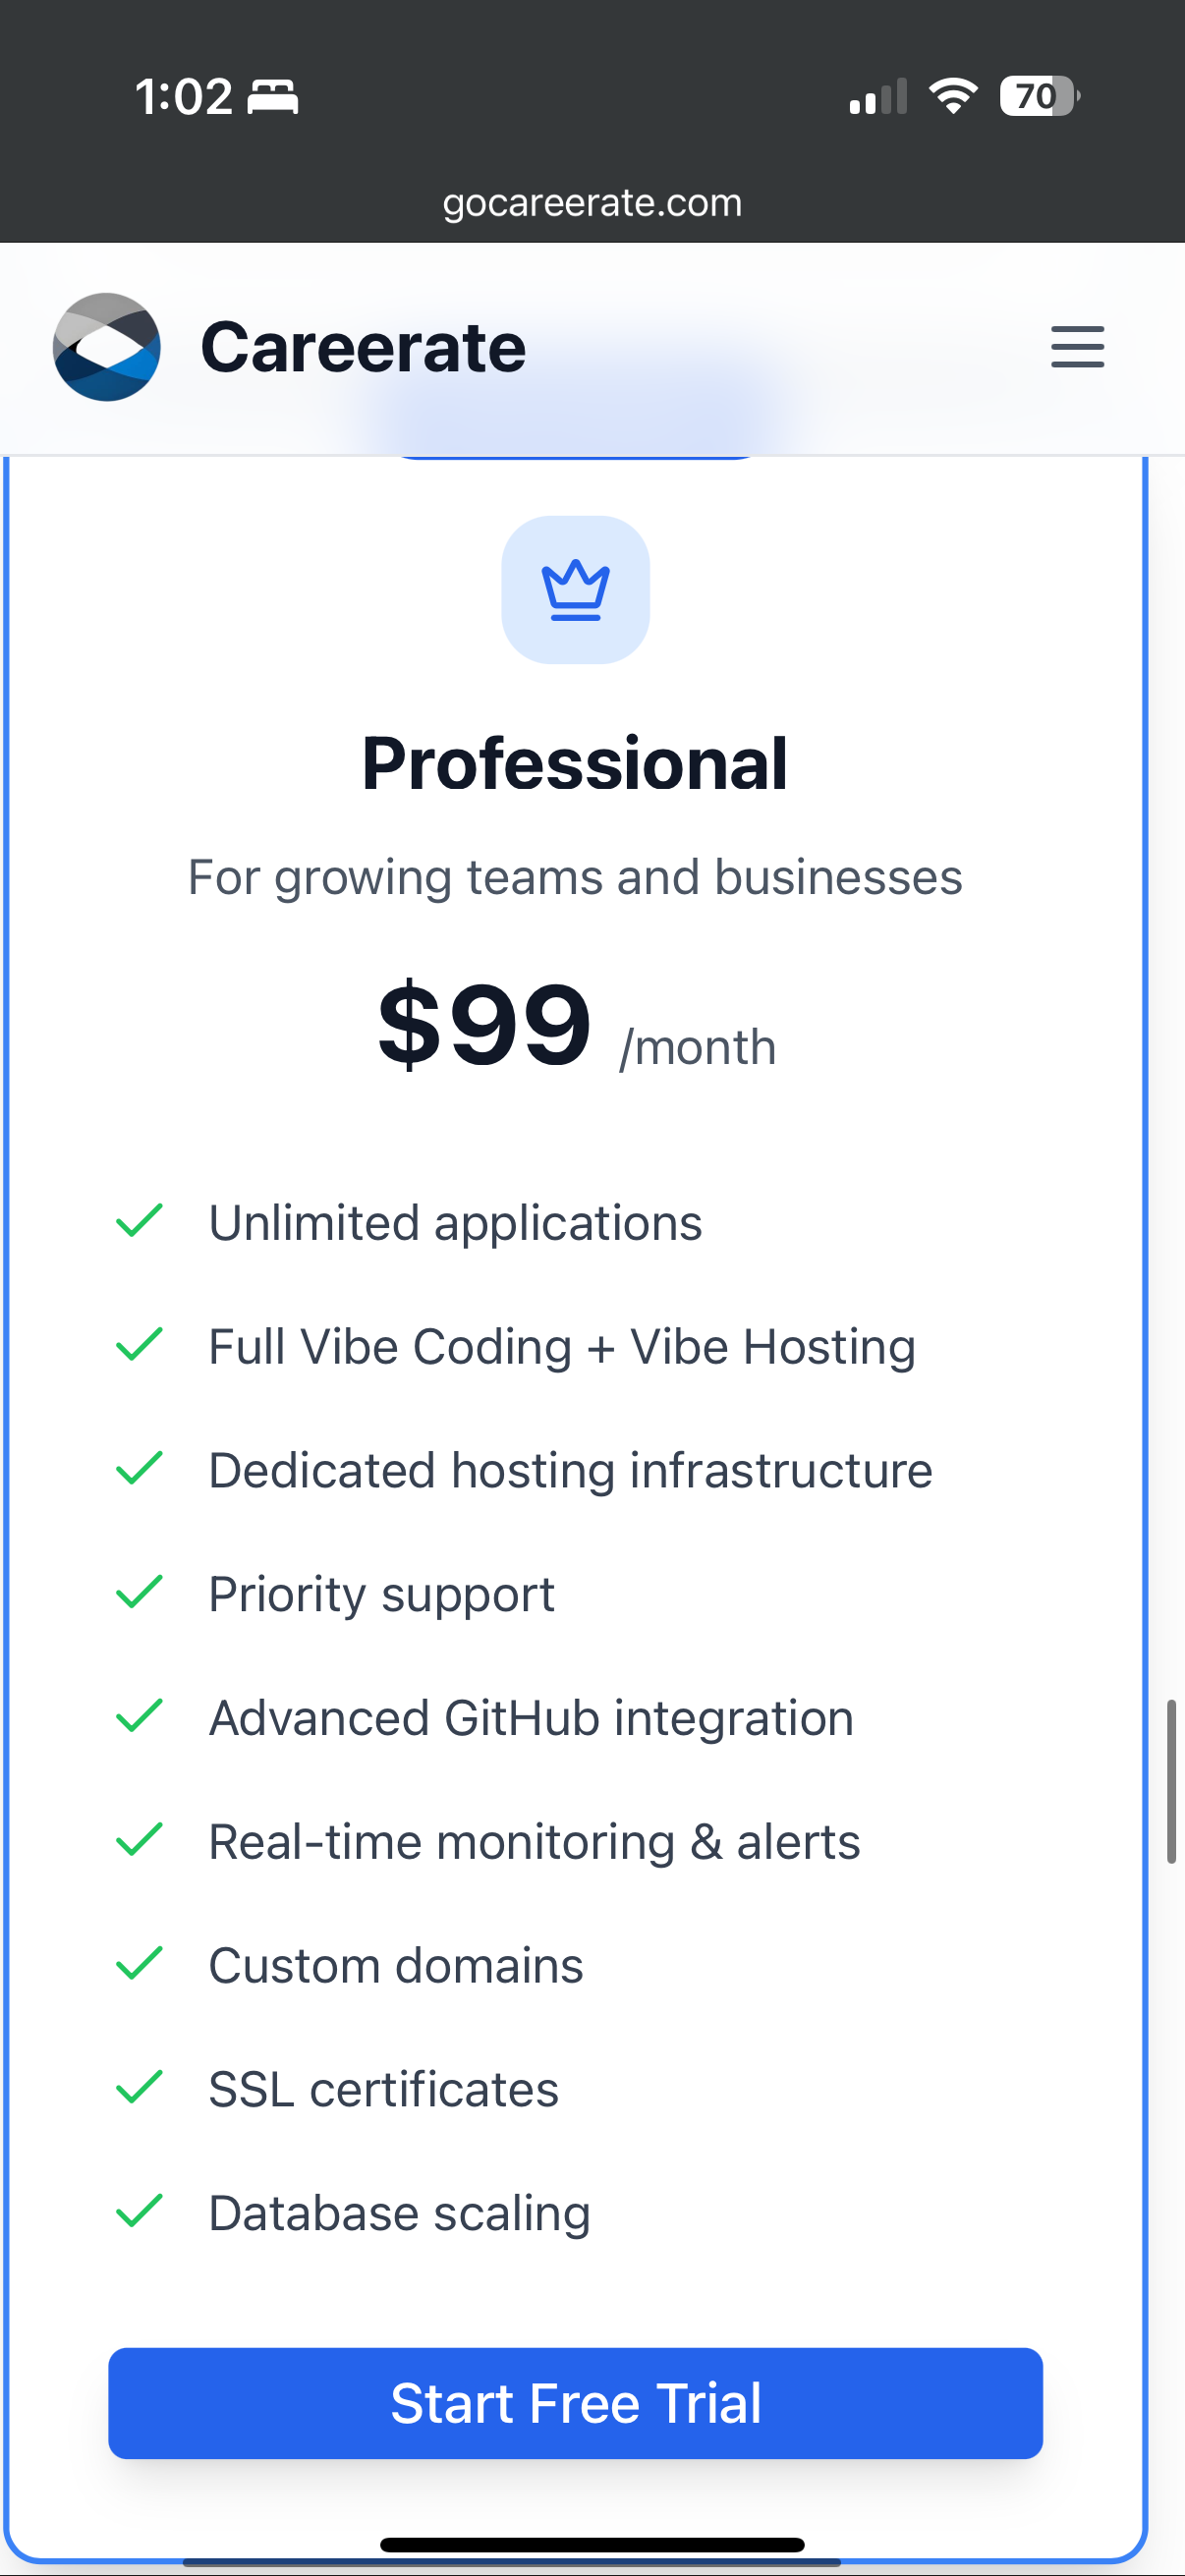 1:02
70
gocareerate.com
Careerate
Professional
For growing teams and businesses
$99 /month
Unlimited applications
Full Vibe Coding + Vibe Hosting
Dedicated hosting infrastructure
Priority support
Advanced GitHub integration
Real-time monitoring & alerts
Custom domains
SSL certificates
Database scaling
Start Free Trial